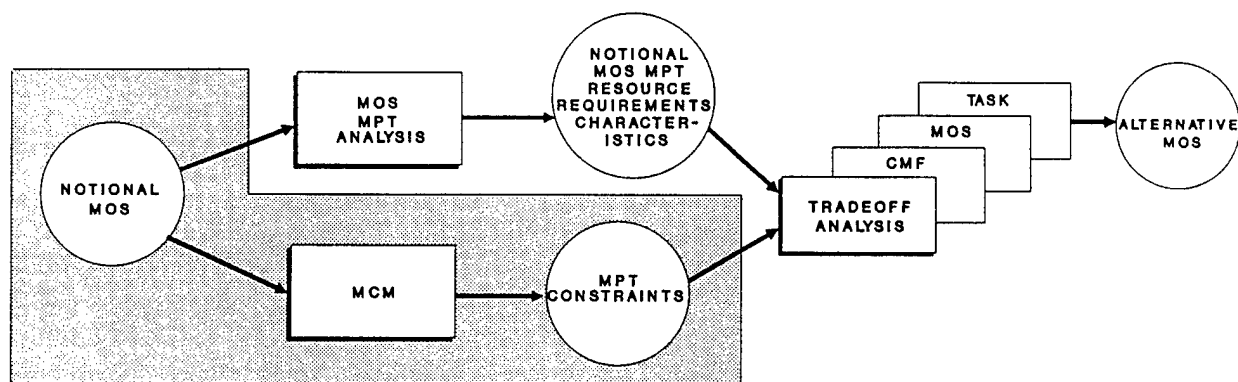 NOTIONAL
MOS
MOS
MPT
ANALYSIS
NOTIONAL
MOS MPT
RESOURCE
REQUIREMENTS
CHARACTER-
ISTICS
MCM
MPT
CONSTRAINTS
TASK
MOS
CMF
TRADEOFF
ANALYSIS
ALTERNATIVE
MOS